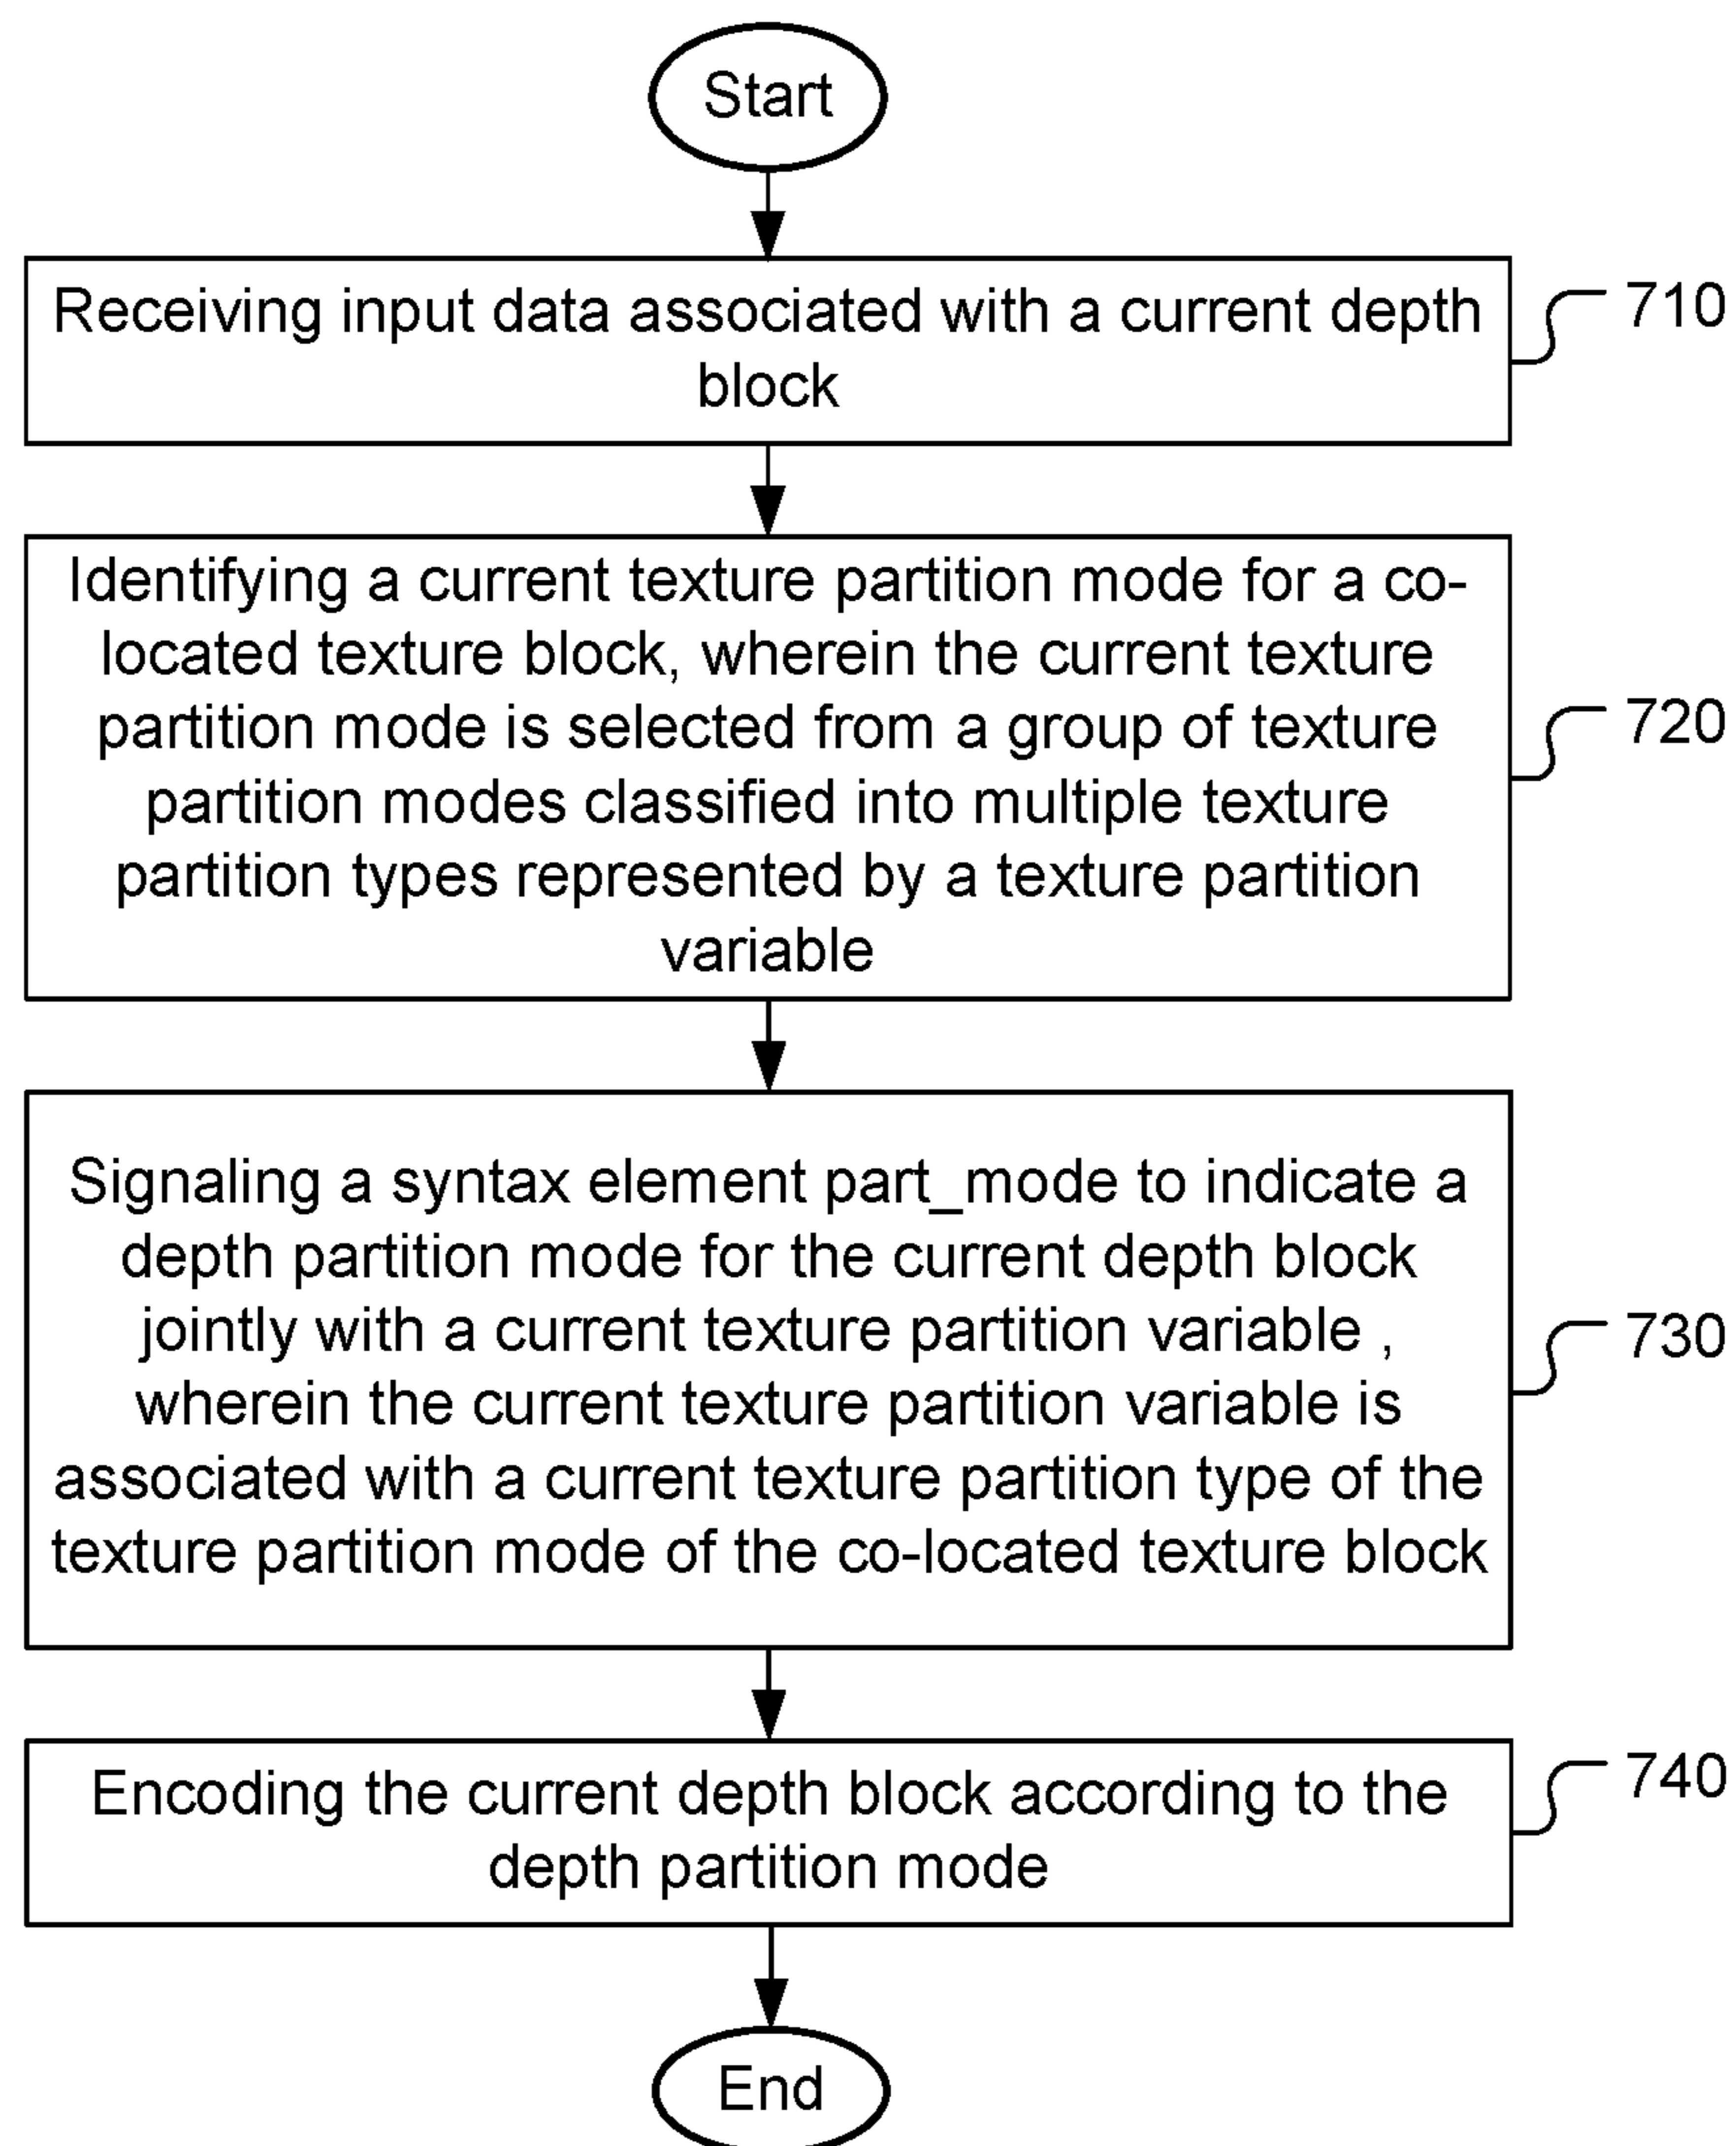 Start
Receiving input data associated with a current depth
block
710
Identifying a current texture partition mode for a co-
located texture block, wherein the current texture
partition mode is selected from a group of texture
partition modes classified into multiple texture
partition types represented by a texture partition
variable
720
Signaling a syntax element part_mode to indicate a
depth partition mode for the current depth block
jointly with a current texture partition variable ,
wherein the current texture partition variable is
associated with a current texture partition type of the
texture partition mode of the co-located texture block
730
Encoding the current depth block according to the
depth partition mode
740
End